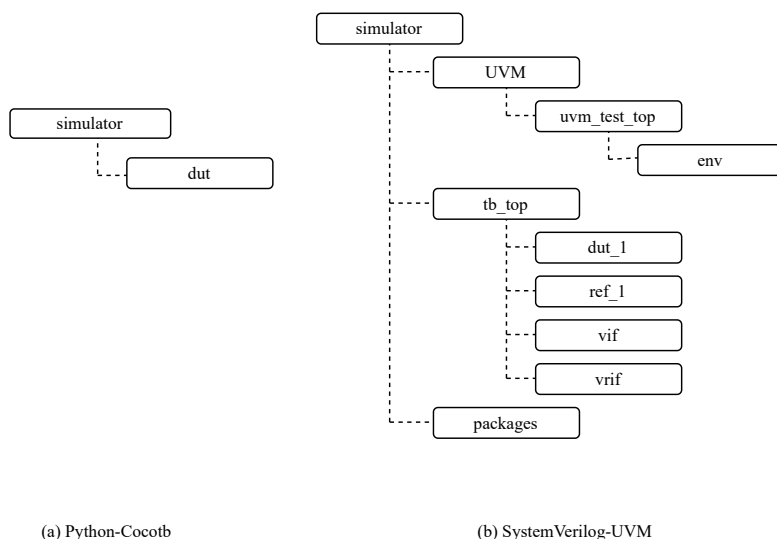 simulator
dut
(a) Python-Cocotb
simulator
UVM
uvm_test_top
env
tb_top
dut_1
ref_1
vif
vrif
packages
(b) SystemVerilog-UVM